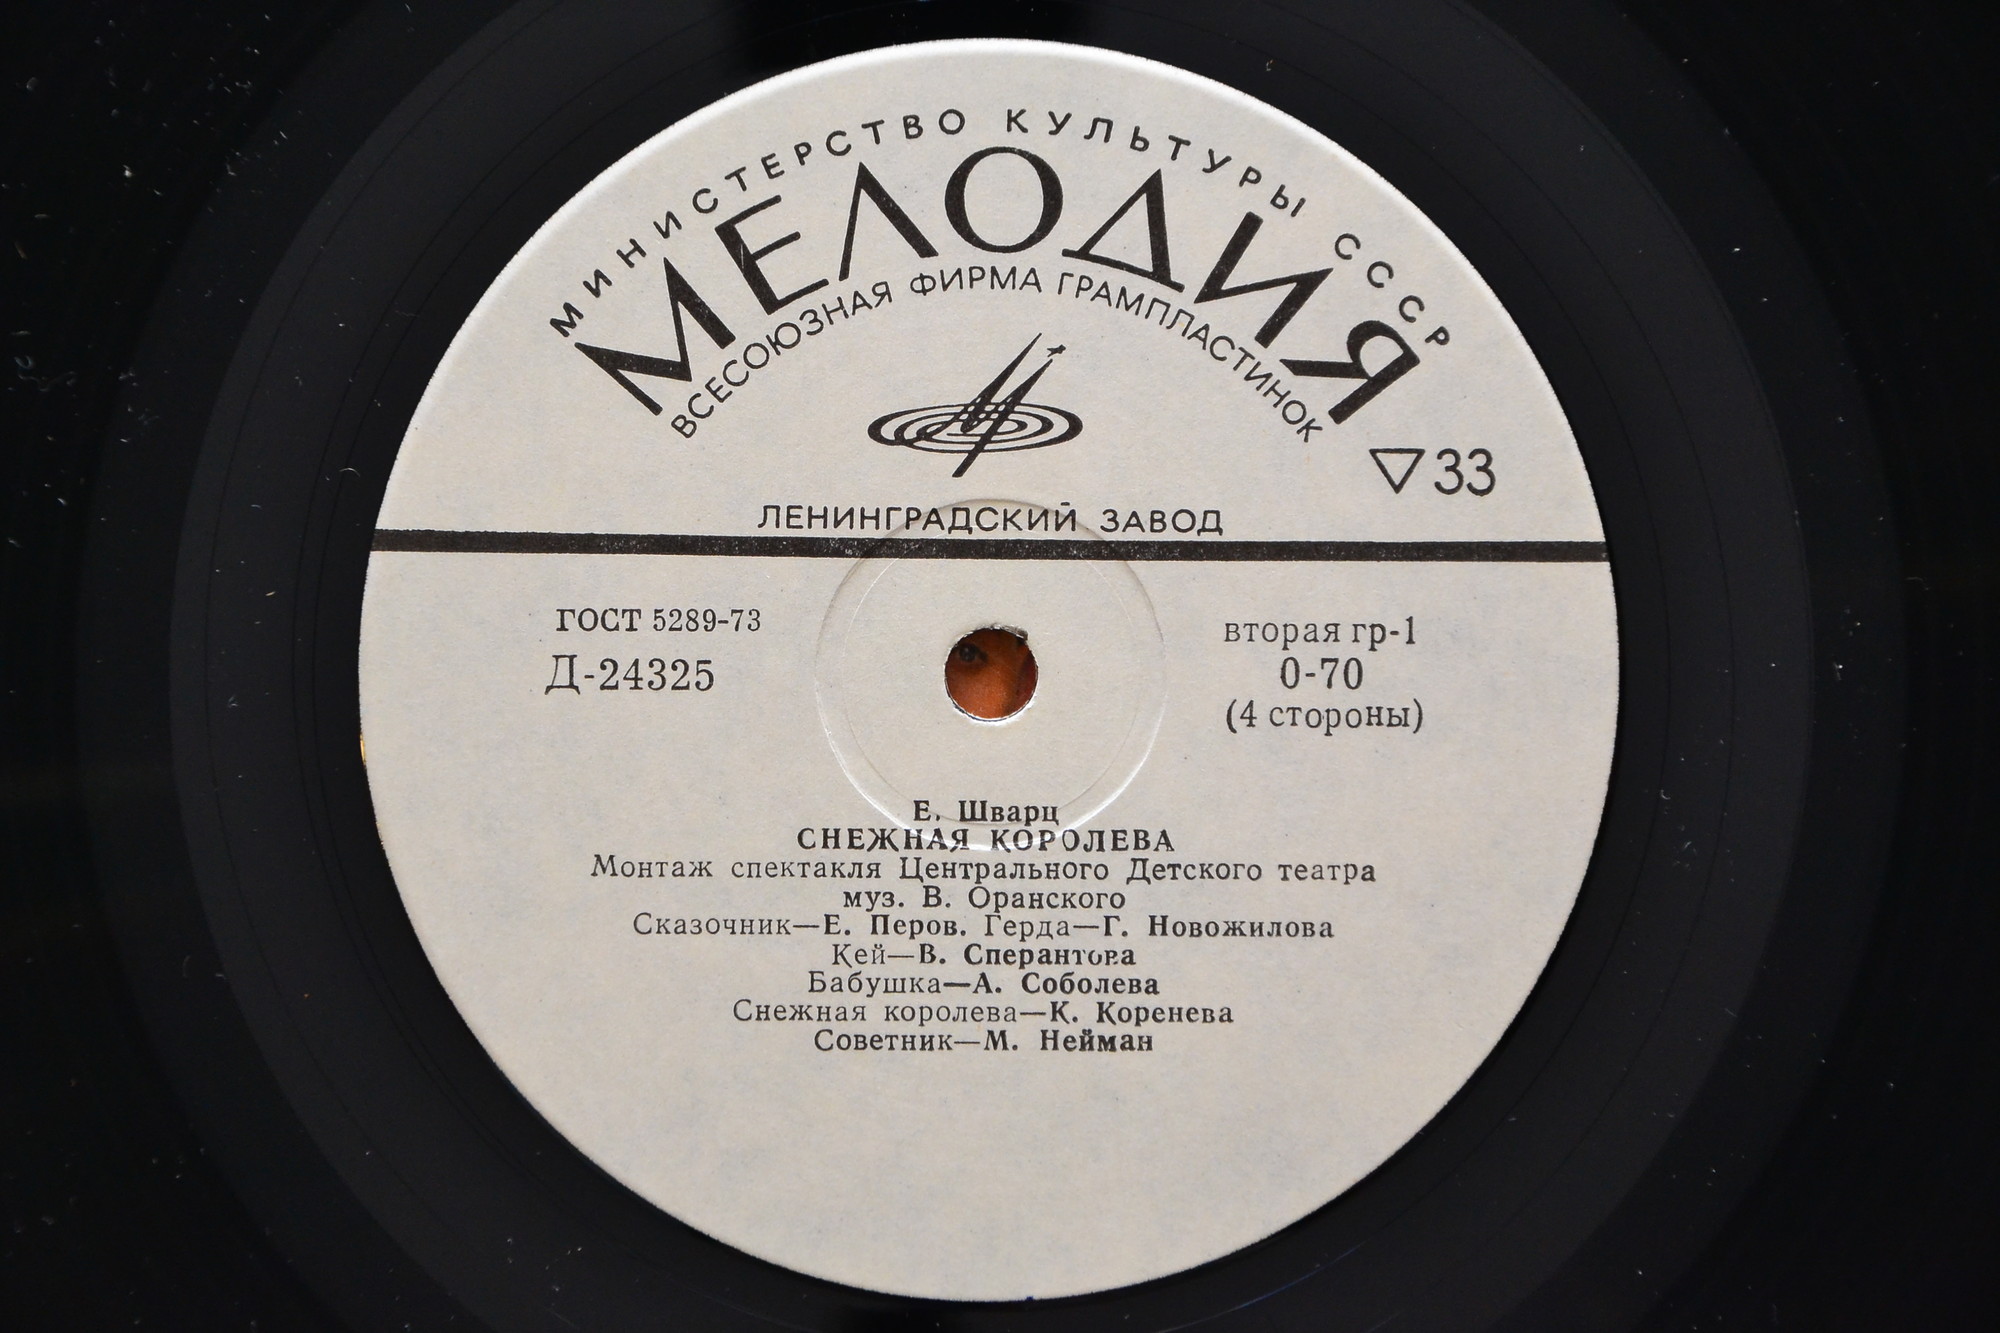 МИНИСТЕРСТВО КУЛЬТУРЫ СССР
МЕЛОДИЯ
ВСЕСОЮЗНАЯ ФИРМА ГРАМПЛАСТИНОК
▽33
ЛЕНИНГРАДСКИЙ ЗАВОД
ГОСТ 5289-73
Д-24325
вторая гр-1
0-70
(4 стороны)
Е. Шварц
СНЕЖНАЯ КОРОЛЕВА
Монтаж спектакля Центрального Детского театра
муз. В. Оранского
Сказочник—Е. Перов. Герда—Г. Новожилова
Кей—В. Сперантова
Бабушка—А. Соболева
Снежная королева—К. Коренева
Советник—М. Нейман